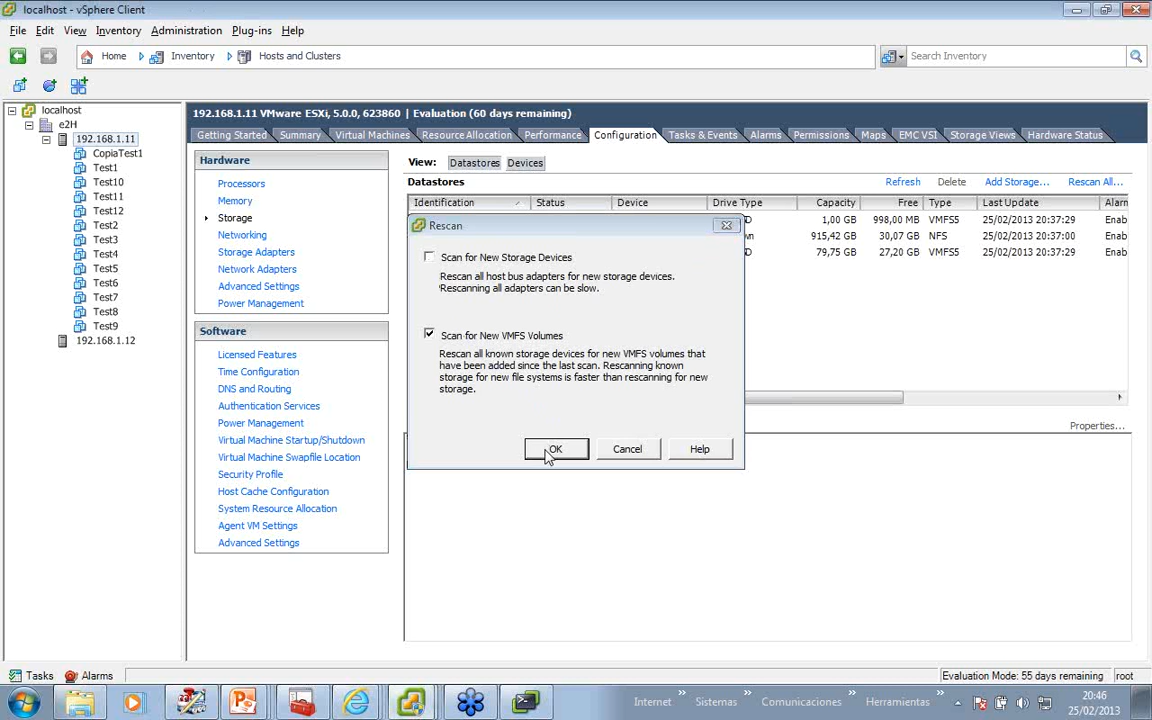 localhost - vSphere Client
File Edit View Inventory Administration Plug-ins Help
Home Inventory Hosts and Clusters Search Inventory
localhost
e2H
192.168.1.11
CopiaTest1
Test1
Test10
Test11
Test12
Test2
Test3
Test4
Test5
Test6
Test7
Test8
Test9
192.168.1.12
192.168.1.11 VMware ESXi, 5.0.0, 623860 | Evaluation (60 days remaining)
Getting Started Summary Virtual Machines Resource Allocation Performance Configuration Tasks & Events Alarms Permissions Maps EMC VSI Storage Views Hardware Status
Hardware
Processors
Memory
Storage
Networking
Storage Adapters
Network Adapters
Advanced Settings
Power Management
Software
Licensed Features
Time Configuration
DNS and Routing
Authentication Services
Power Management
Virtual Machine Startup/Shutdown
Virtual Machine Swapfile Location
Security Profile
Host Cache Configuration
System Resource Allocation
Agent VM Settings
Advanced Settings
View: Datastores Devices
Datastores Refresh Delete Add Storage... Rescan All...
Identification Status Device Drive Type Capacity Free Type Last Update Alarm
D 1,00 GB 998,00 MB VMFS5 25/02/2013 20:37:29 Enab
wn 915,42 GB 30,07 GB NFS 25/02/2013 20:37:00 Enab
D 79,75 GB 27,20 GB VMFS5 25/02/2013 20:37:29 Enab
Properties...
Rescan
Scan for New Storage Devices
Rescan all host bus adapters for new storage devices.
Rescanning all adapters can be slow.
Scan for New VMFS Volumes
Rescan all known storage devices for new VMFS volumes that
have been added since the last scan. Rescanning known
storage for new file systems is faster than rescanning for new
storage.
OK Cancel Help
Tasks Alarms Evaluation Mode: 55 days remaining root
Internet » Sistemas » Comunicaciones » Herramientas » 20:46
25/02/2013